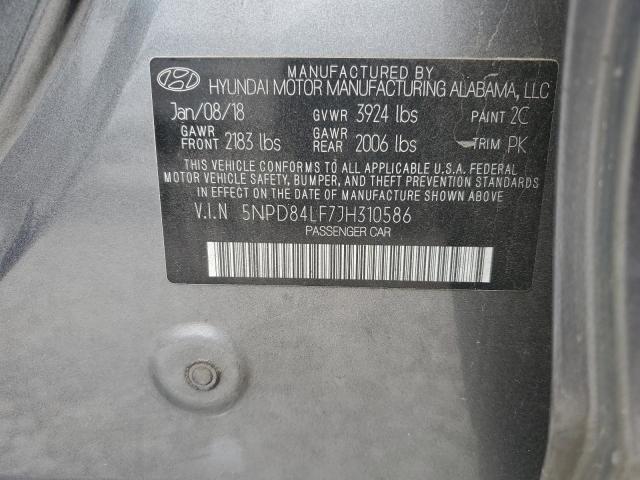 MANUFACTURED BY
HYUNDAI MOTOR MANUFACTURING ALABAMA, LLC
Jan/08/18 GVWR 3924 lbs PAINT 2C
GAWR FRONT 2183 lbs GAWR REAR 2006 lbs TRIM PK
THIS VEHICLE CONFORMS TO ALL APPLICABLE U.S.A. FEDERAL
MOTOR VEHICLE SAFETY, BUMPER, AND THEFT PREVENTION STANDARDS
IN EFFECT ON THE DATE OF MANUFACTURE SHOWN ABOVE
V.I.N 5NPD84LF7JH310586
PASSENGER CAR